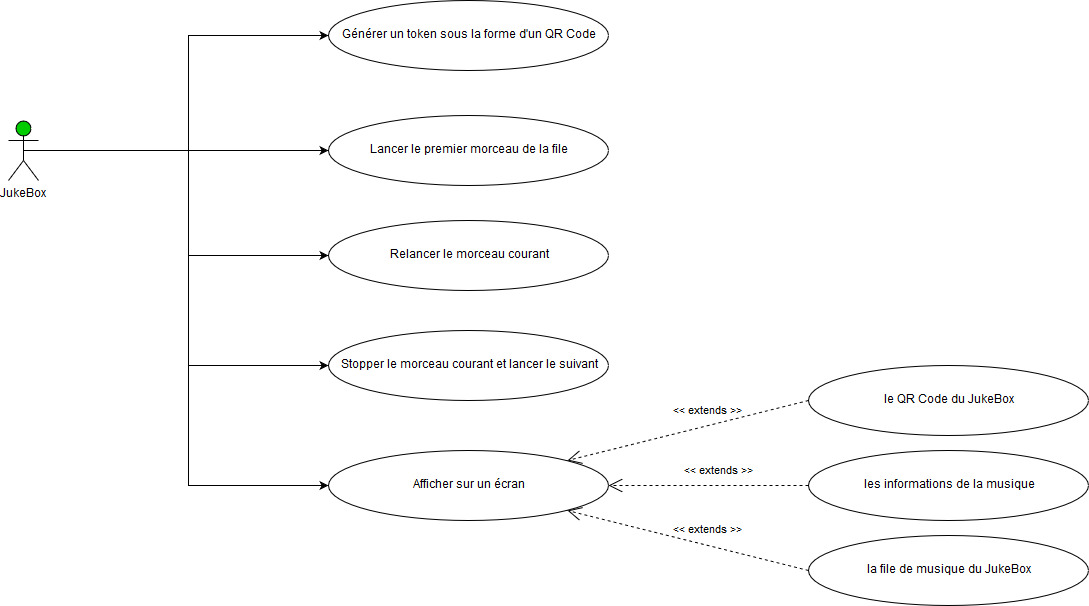 Générer un token sous la forme d'un QR Code
Lancer le premier morceau de la file
JukeBox
Relancer le morceau courant
Stopper le morceau courant et lancer le suivant
le QR Code du JukeBox
<< extends >>
<< extends >>
Afficher sur un écran
les informations de la musique
<< extends >>
la file de musique du JukeBox